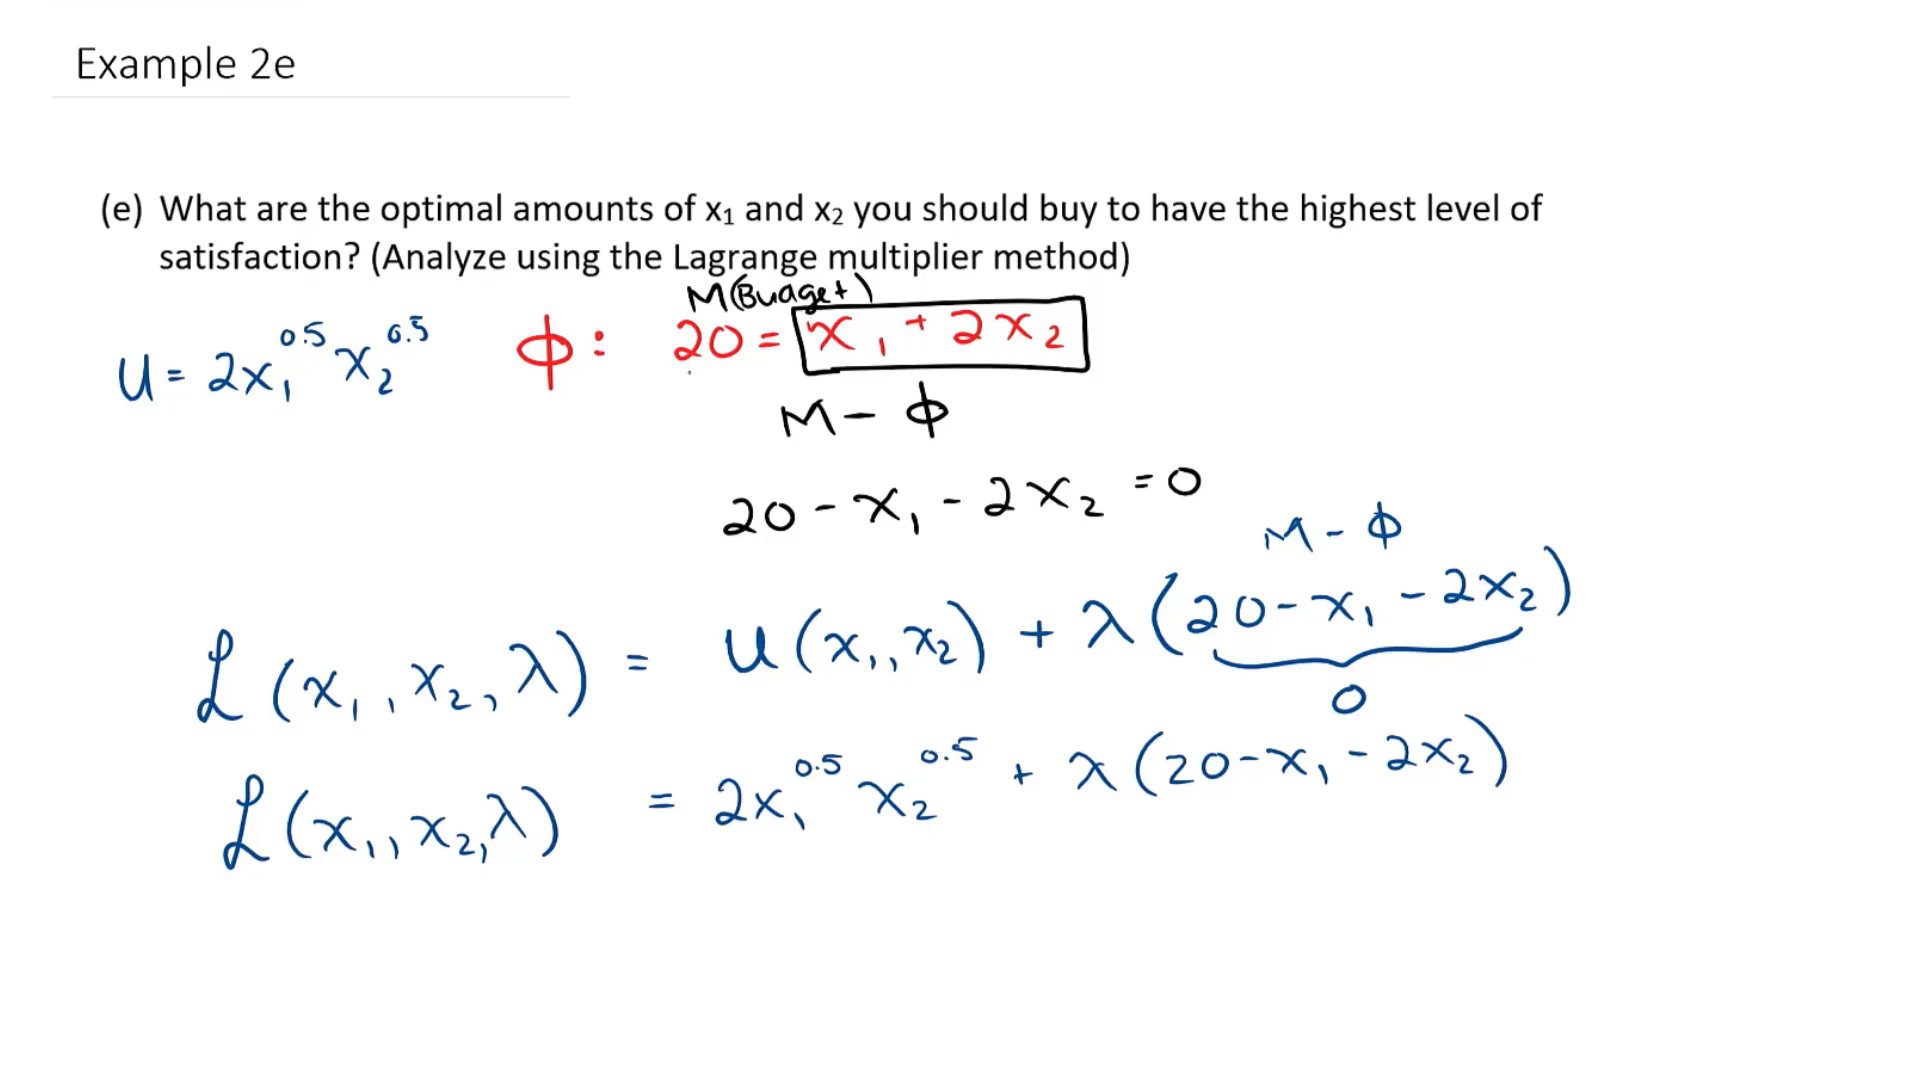 Example 2e
(e) What are the optimal amounts of x₁ and x₂ you should buy to have the highest level of
satisfaction? (Analyze using the Lagrange multiplier method)
M(Budget)
U = 2x₁^0.5 x₂^0.5
ϕ: 20 = x₁ + 2x₂
M - ϕ
20 - x₁ - 2x₂ = 0
M - ϕ
ℒ(x₁, x₂, λ) = u(x₁, x₂) + λ(20 - x₁ - 2x₂)
0
ℒ(x₁, x₂, λ) = 2x₁^0.5 x₂^0.5 + λ(20 - x₁ - 2x₂)